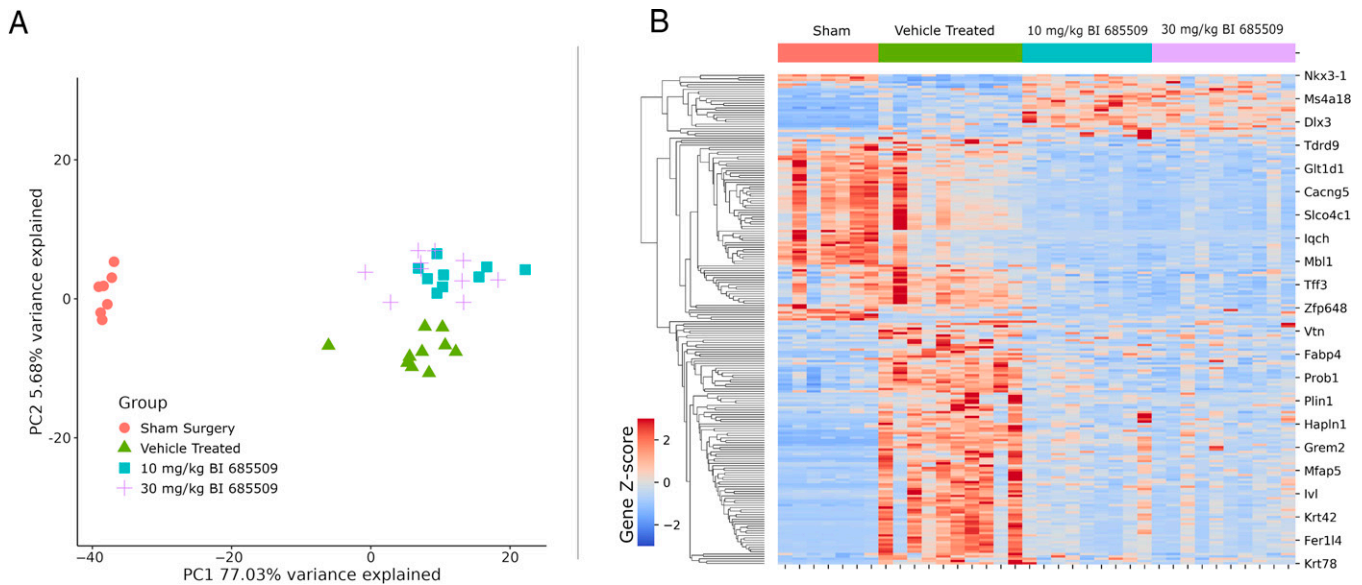 A
PC2 5.68% variance explained
20
0
-20
−40
−20
0
20
PC1 77.03% variance explained
Group
Sham Surgery
Vehicle Treated
10 mg/kg BI 685509
30 mg/kg BI 685509
B
Sham
Vehicle Treated
10 mg/kg BI 685509
30 mg/kg BI 685509
Nkx3-1
Ms4a18
Dlx3
Tdrd9
Glt1d1
Cacng5
Slco4c1
Iqch
Mbl1
Tff3
Zfp648
Vtn
Fabp4
Prob1
Plin1
Hapln1
Grem2
Mfap5
Ivl
Krt42
Fer1l4
Krt78
Gene Z-score
2
0
−2